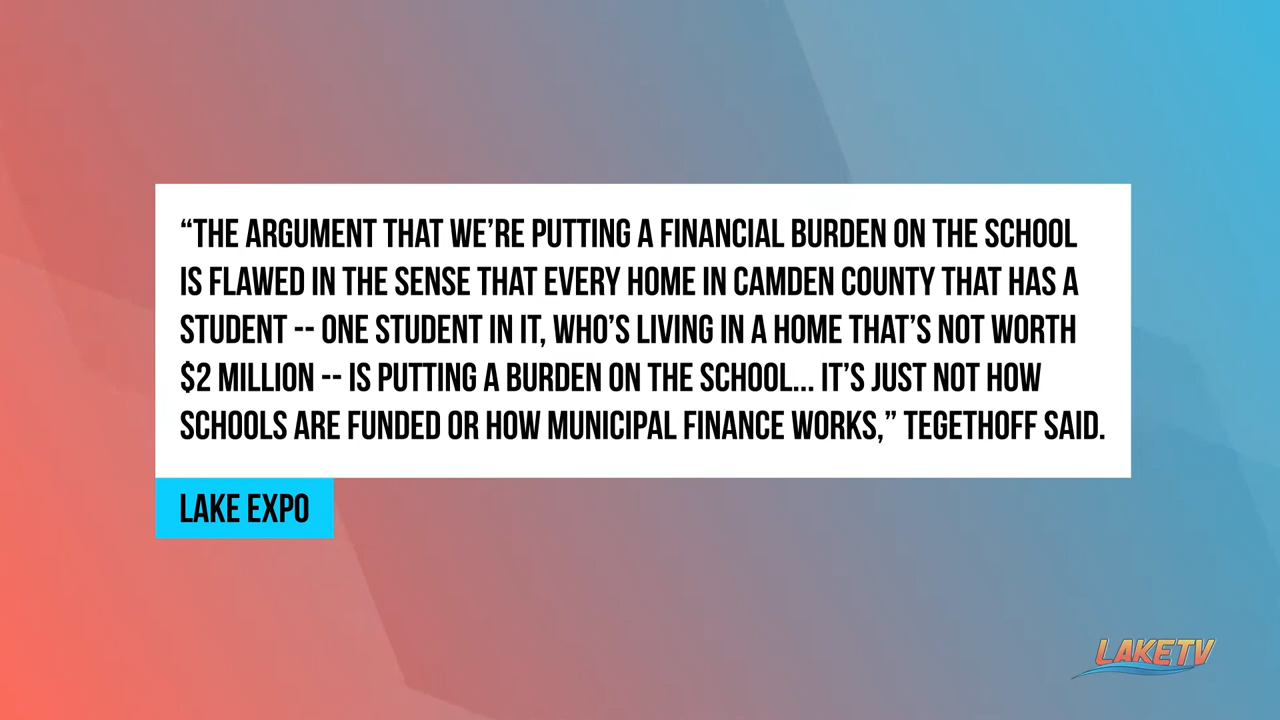 “THE ARGUMENT THAT WE’RE PUTTING A FINANCIAL BURDEN ON THE SCHOOL
IS FLAWED IN THE SENSE THAT EVERY HOME IN CAMDEN COUNTY THAT HAS A
STUDENT -- ONE STUDENT IN IT, WHO’S LIVING IN A HOME THAT’S NOT WORTH
$2 MILLION -- IS PUTTING A BURDEN ON THE SCHOOL... IT’S JUST NOT HOW
SCHOOLS ARE FUNDED OR HOW MUNICIPAL FINANCE WORKS,” TEGETHOFF SAID.
LAKE EXPO
LAKETV